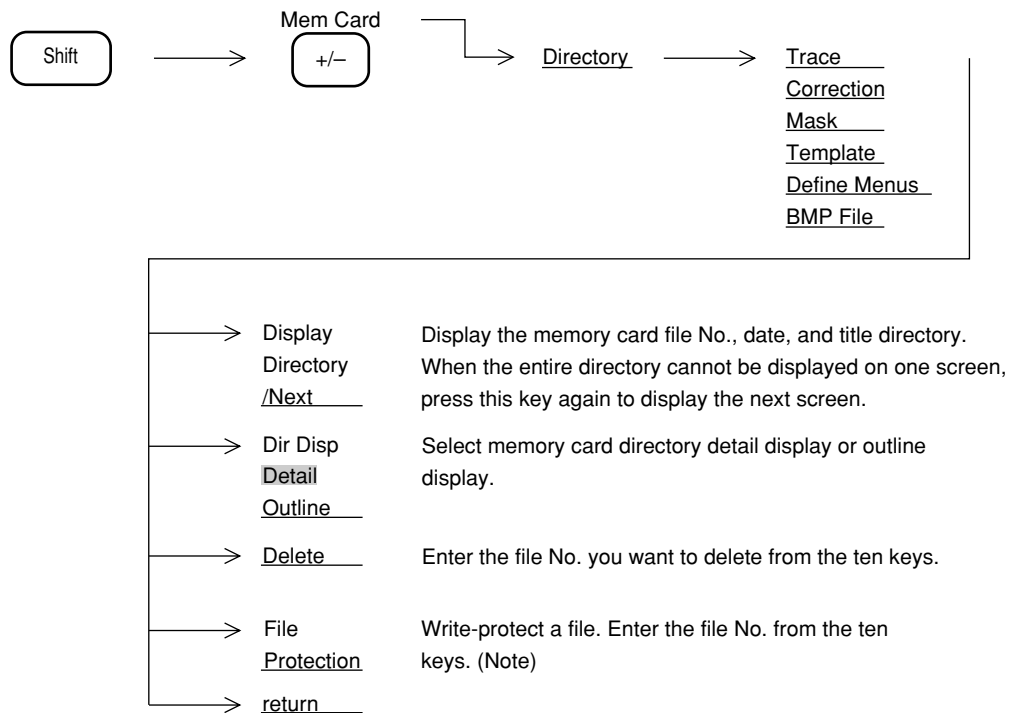 Mem Card
Shift
+/−
Directory
Trace
Correction
Mask
Template
Define Menus
BMP File
Display
Directory
/Next
Display the memory card file No., date, and title directory.
When the entire directory cannot be displayed on one screen,
press this key again to display the next screen.
Dir Disp
Detail
Outline
Select memory card directory detail display or outline
display.
Delete
Enter the file No. you want to delete from the ten keys.
File
Protection
Write-protect a file. Enter the file No. from the ten
keys. (Note)
return